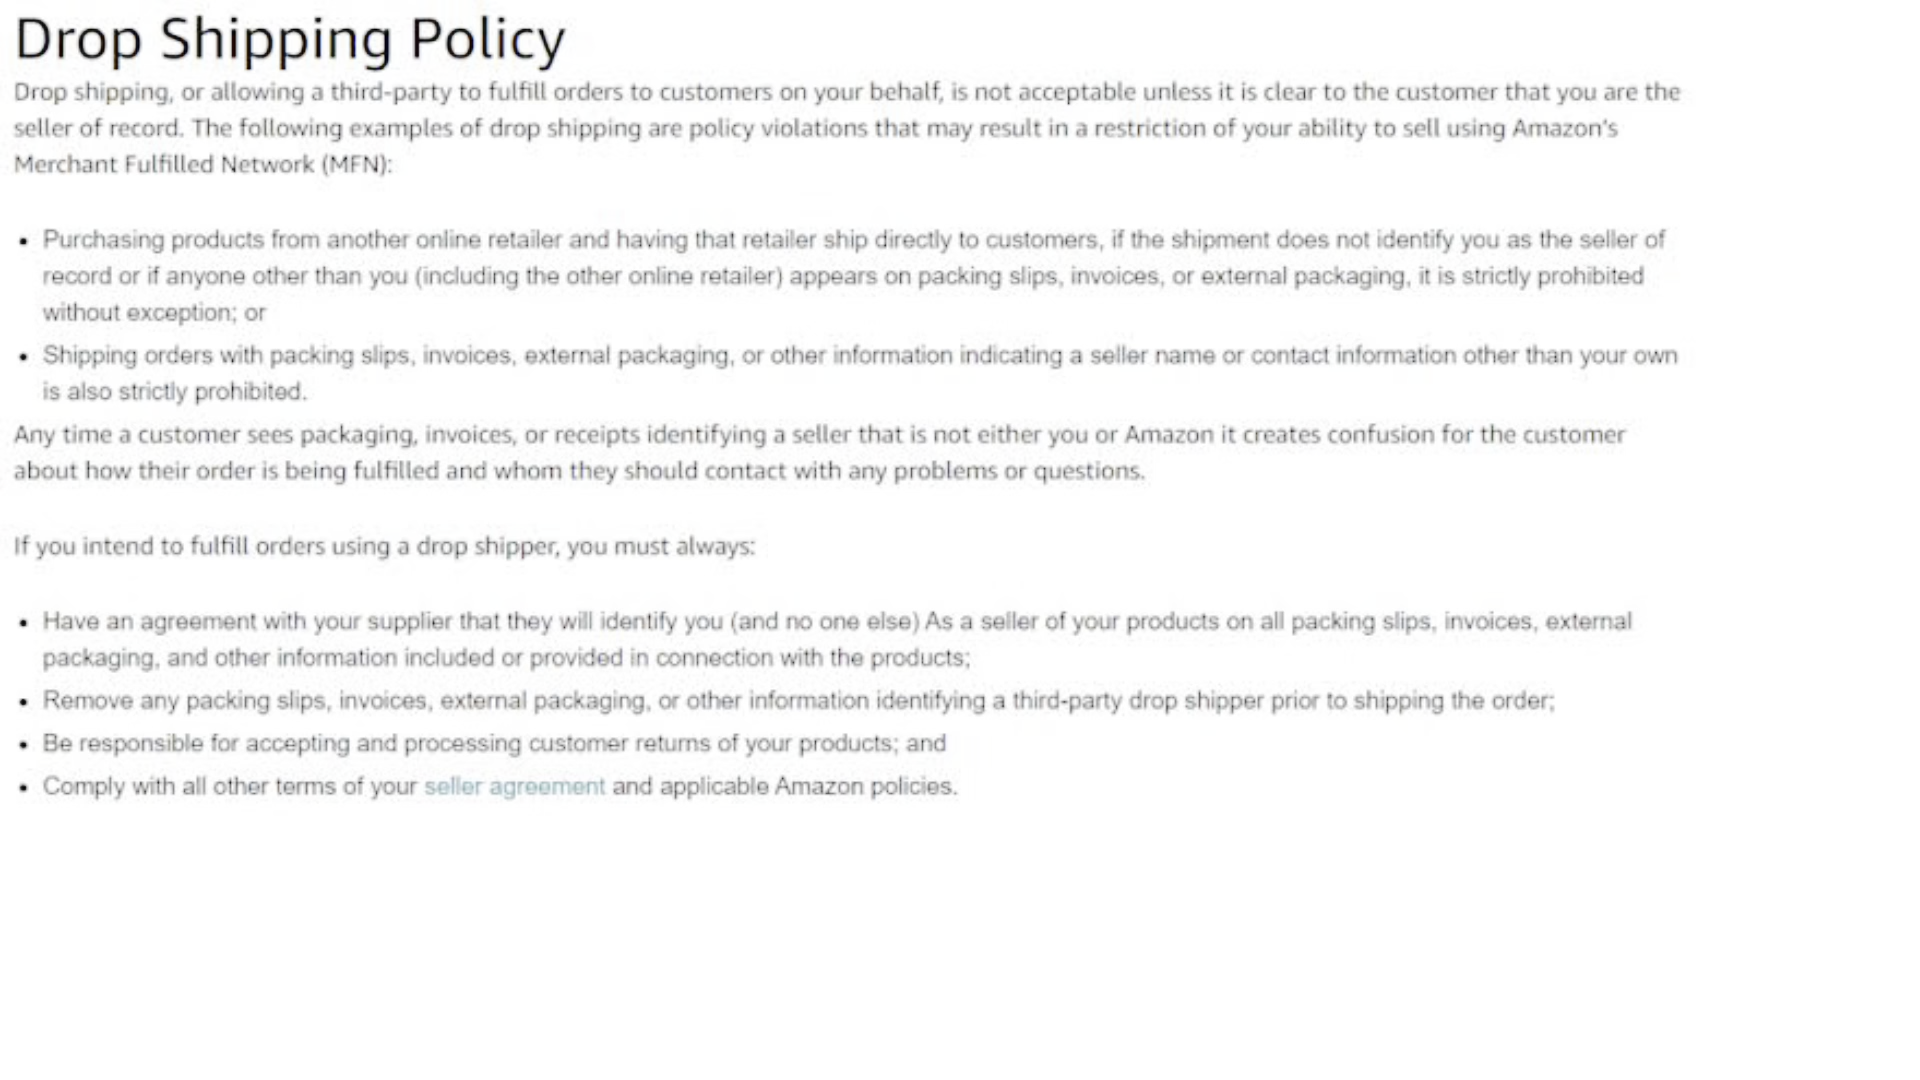 Drop Shipping Policy
Drop shipping, or allowing a third-party to fulfill orders to customers on your behalf, is not acceptable unless it is clear to the customer that you are the
seller of record. The following examples of drop shipping are policy violations that may result in a restriction of your ability to sell using Amazon's
Merchant Fulfilled Network (MFN):
• Purchasing products from another online retailer and having that retailer ship directly to customers, if the shipment does not identify you as the seller of
record or if anyone other than you (including the other online retailer) appears on packing slips, invoices, or external packaging, it is strictly prohibited
without exception; or
• Shipping orders with packing slips, invoices, external packaging, or other information indicating a seller name or contact information other than your own
is also strictly prohibited.
Any time a customer sees packaging, invoices, or receipts identifying a seller that is not either you or Amazon it creates confusion for the customer
about how their order is being fulfilled and whom they should contact with any problems or questions.
If you intend to fulfill orders using a drop shipper, you must always:
• Have an agreement with your supplier that they will identify you (and no one else) As a seller of your products on all packing slips, invoices, external
packaging, and other information included or provided in connection with the products;
• Remove any packing slips, invoices, external packaging, or other information identifying a third-party drop shipper prior to shipping the order;
• Be responsible for accepting and processing customer returns of your products; and
• Comply with all other terms of your seller agreement and applicable Amazon policies.